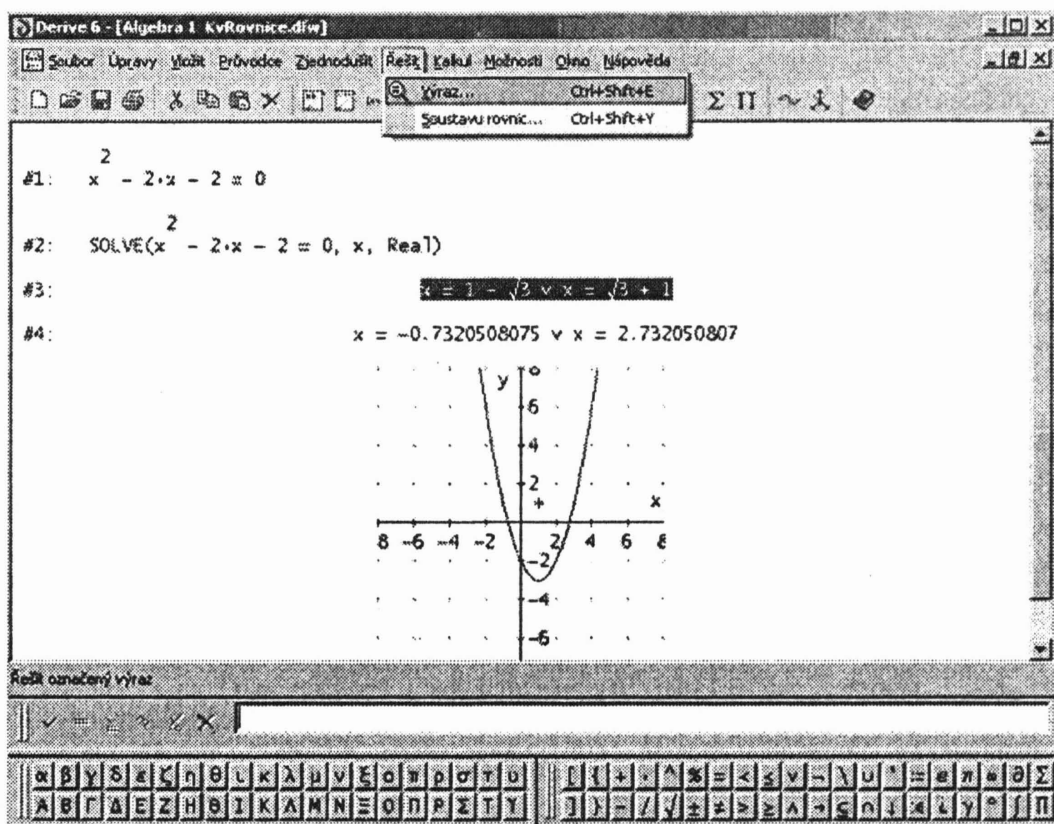 Derive 6 - [Algebra 1 KvRovnice.dfw]
Soubor Úpravy Vložit Průvodce Zjednodušit Řešit Kalkul Možnosti Okno Nápověda
Výraz... Ctrl+Shift+E
Soustavu rovnic... Ctrl+Shift+Y
Σ Π
#1: x² - 2·x - 2 = 0
#2: SOLVE(x² - 2·x - 2 = 0, x, Real)
#3: x = 1 - √3 ∨ x = √3 + 1
#4: x = -0.7320508075 ∨ x = 2.732050807
y
8
6
4
2
x
8 -6 -4 -2 2 4 6 8
-2
-4
-6
Řešit označený výraz
α β γ δ ε ζ η θ ι κ λ μ ν ξ ο π ρ σ τ υ [ { + · ^ % = < ≤ ∨ ¬ \ ∪ ' := e π ∞ ∂ Σ
Α Β Γ Δ Ε Ζ Η Θ Ι Κ Λ Μ Ν Ξ Ο Π Ρ Σ Τ Υ ] } - / √ ± ≠ > ≥ ∧ → ⊆ ∩ ↓ γ ° ∫ Π